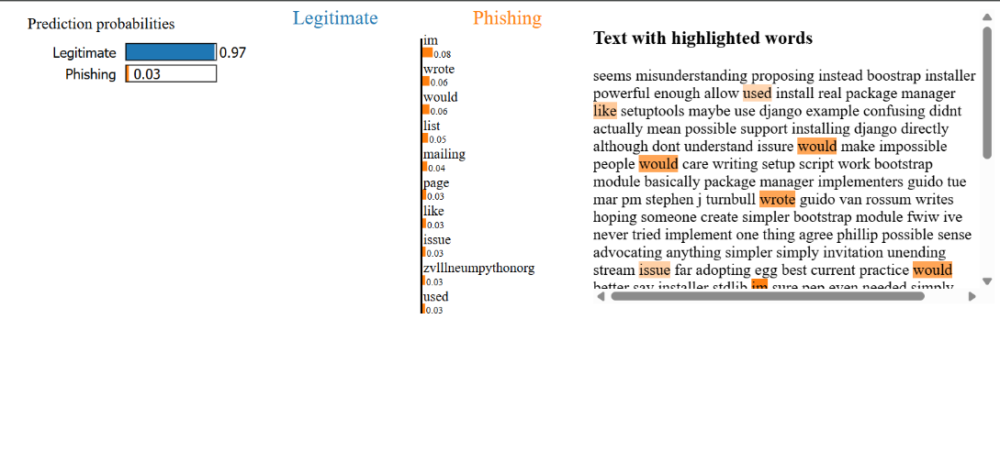 Prediction probabilities
Legitimate 0.97
Phishing 0.03
Legitimate Phishing
im
0.08
wrote
0.06
would
0.06
list
0.05
mailing
0.04
page
0.03
like
0.03
issue
0.03
zvlllneumpythonorg
0.03
used
0.03
Text with highlighted words
seems misunderstanding proposing instead boostrap installer
powerful enough allow used install real package manager
like setuptools maybe use django example confusing didnt
actually mean possible support installing django directly
although dont understand issure would make impossible
people would care writing setup script work bootstrap
module basically package manager implementers guido tue
mar pm stephen j turnbull wrote guido van rossum writes
hoping someone create simpler bootstrap module fwiw ive
never tried implement one thing agree phillip possible sense
advocating anything simpler simply invitation unending
stream issue far adopting egg best current practice would
better say installer stdlib im sure pep even needed simply